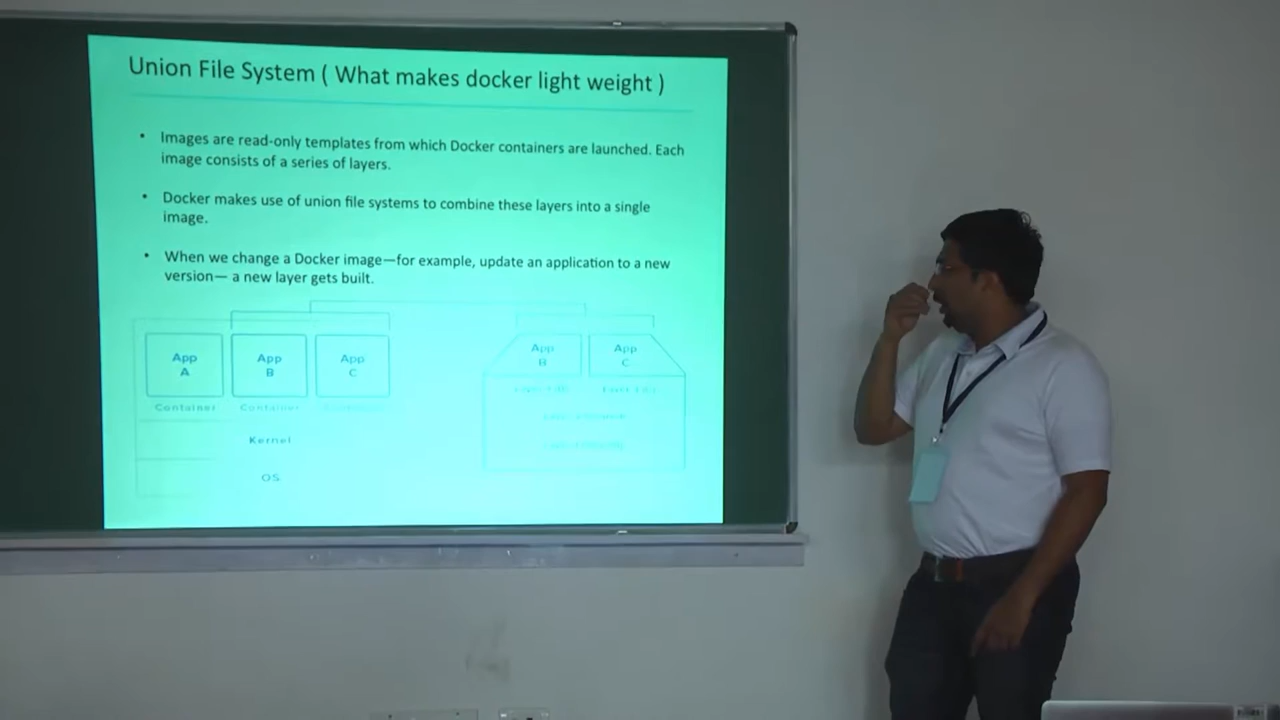 Union File System ( What makes docker light weight )
• Images are read-only templates from which Docker containers are launched. Each
image consists of a series of layers.
• Docker makes use of union file systems to combine these layers into a single
image.
• When we change a Docker image—for example, update an application to a new
version— a new layer gets built.
App
A
App
B
App
C
App
B
App
C
Container
Container
Kernel
OS